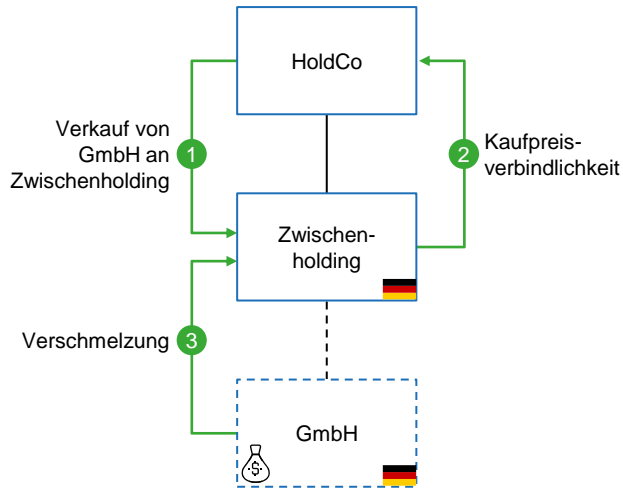 HoldCo
Verkauf von
GmbH an
Zwischenholding
1
2
Kaufpreis-
verbindlichkeit
Zwischen-
holding
Verschmelzung
3
GmbH
$